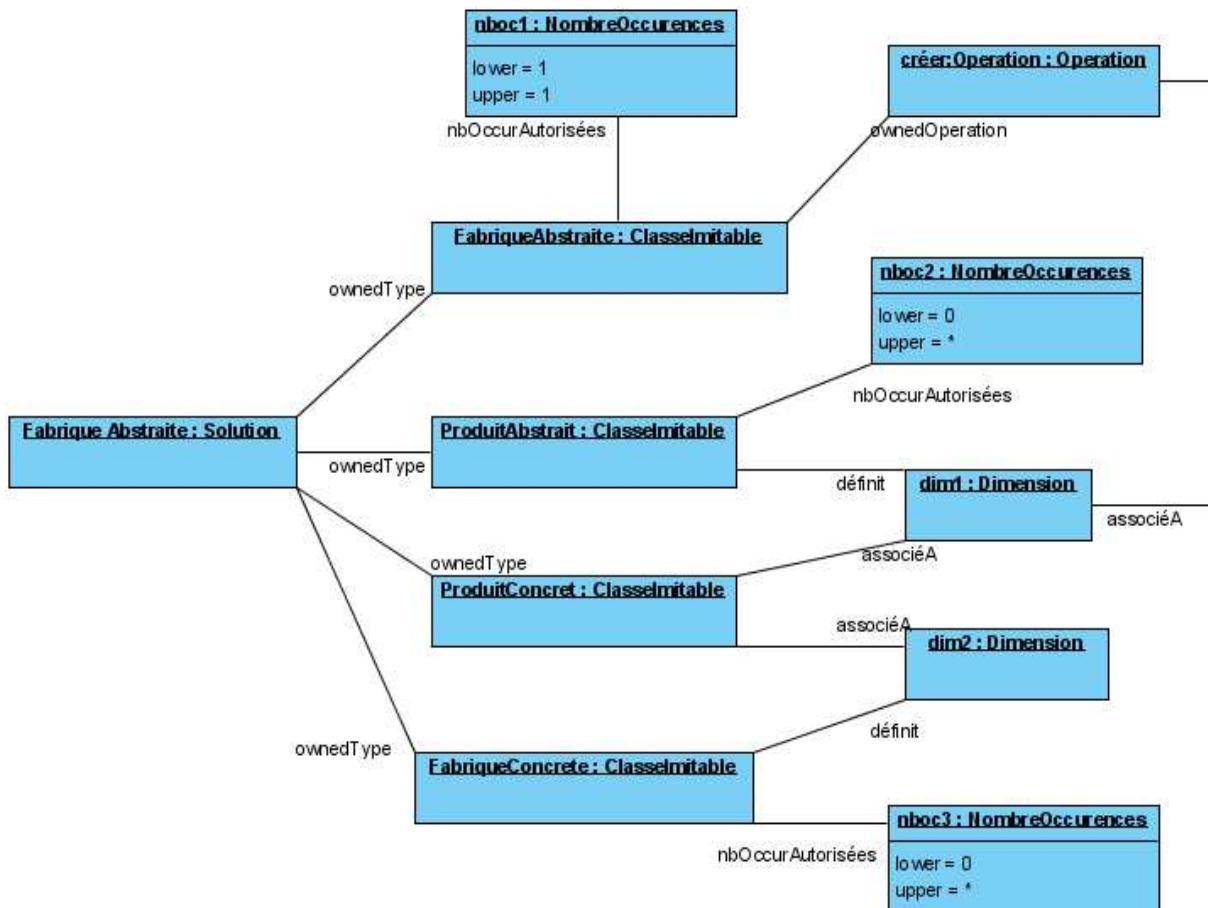 nboc1 : NombreOccurences
lower = 1
upper = 1
créer:Operation : Operation
nbOccurAutorisées
ownedOperation
FabriqueAbstraite : ClasseImitable
nboc2 : NombreOccurences
lower = 0
upper = *
ownedType
nbOccurAutorisées
Fabrique Abstraite : Solution
ProduitAbstrait : ClasseImitable
ownedType
définit
dim1 : Dimension
associéA
ownedType
associéA
ProduitConcret : ClasseImitable
associéA
dim2 : Dimension
définit
ownedType
FabriqueConcrete : ClasseImitable
nboc3 : NombreOccurences
nbOccurAutorisées
lower = 0
upper = *